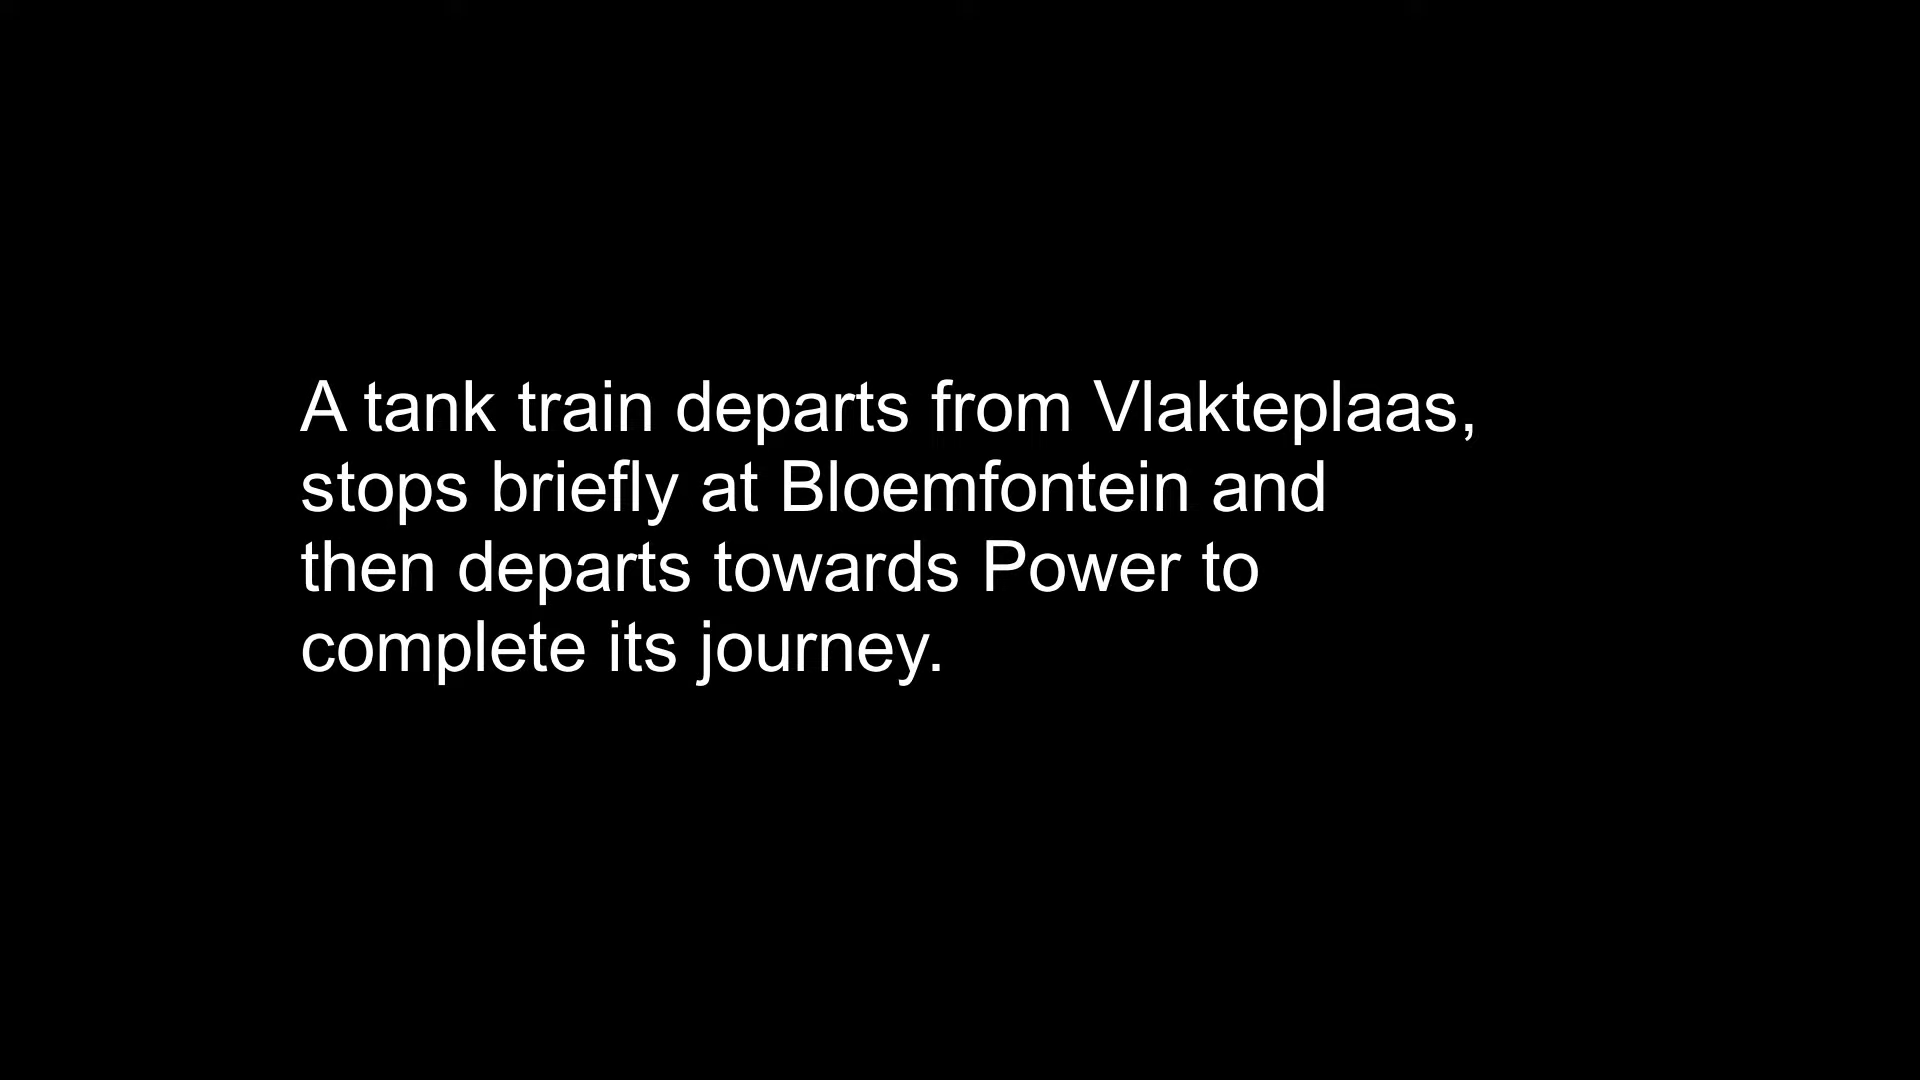 A tank train departs from Vlakteplaas,
stops briefly at Bloemfontein and
then departs towards Power to
complete its journey.